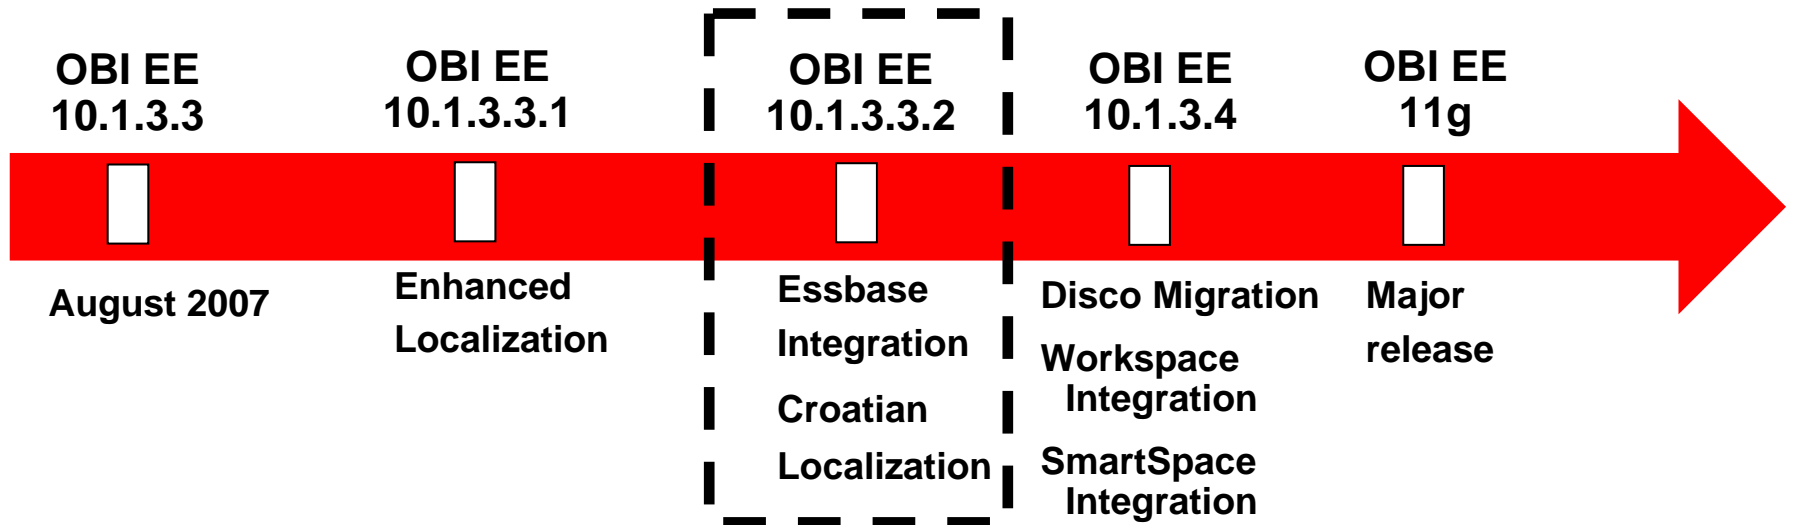 OBI EE
10.1.3.3
August 2007
OBI EE
10.1.3.3.1
Enhanced
Localization
OBI EE
10.1.3.3.2
Essbase
Integration
Croatian
Localization
OBI EE
10.1.3.4
Disco Migration
Workspace
Integration
SmartSpace
Integration
OBI EE
11g
Major
release